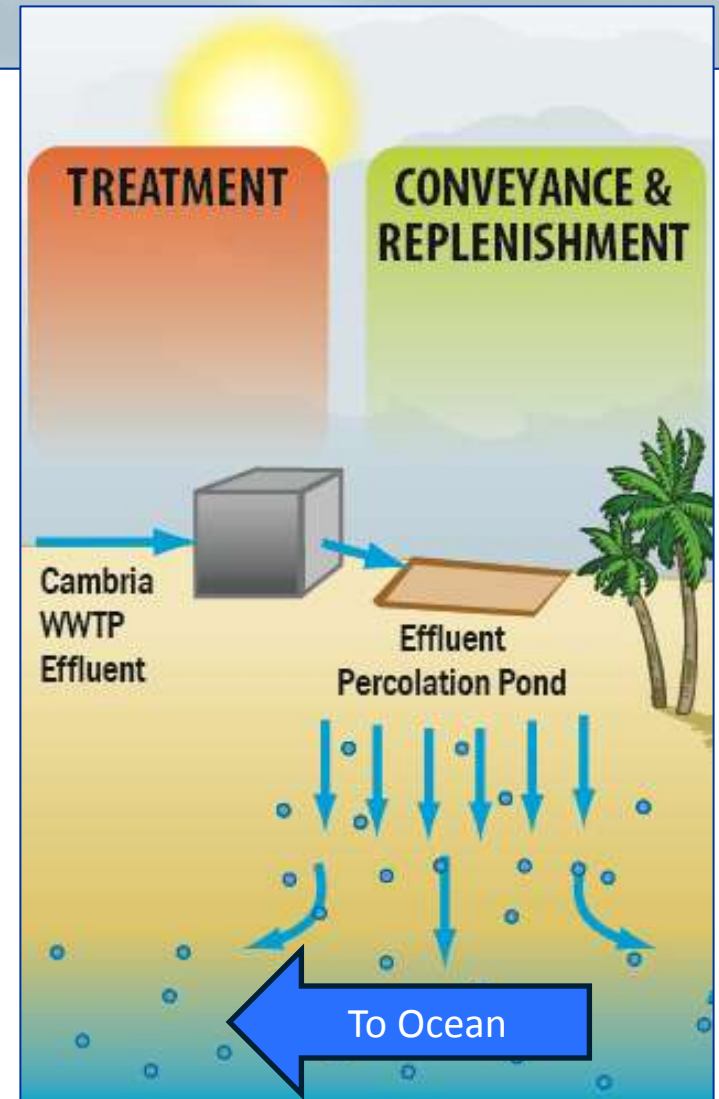 TREATMENT
CONVEYANCE &
REPLENISHMENT
Cambria
WWTP
Effluent
Effluent
Percolation Pond
To Ocean